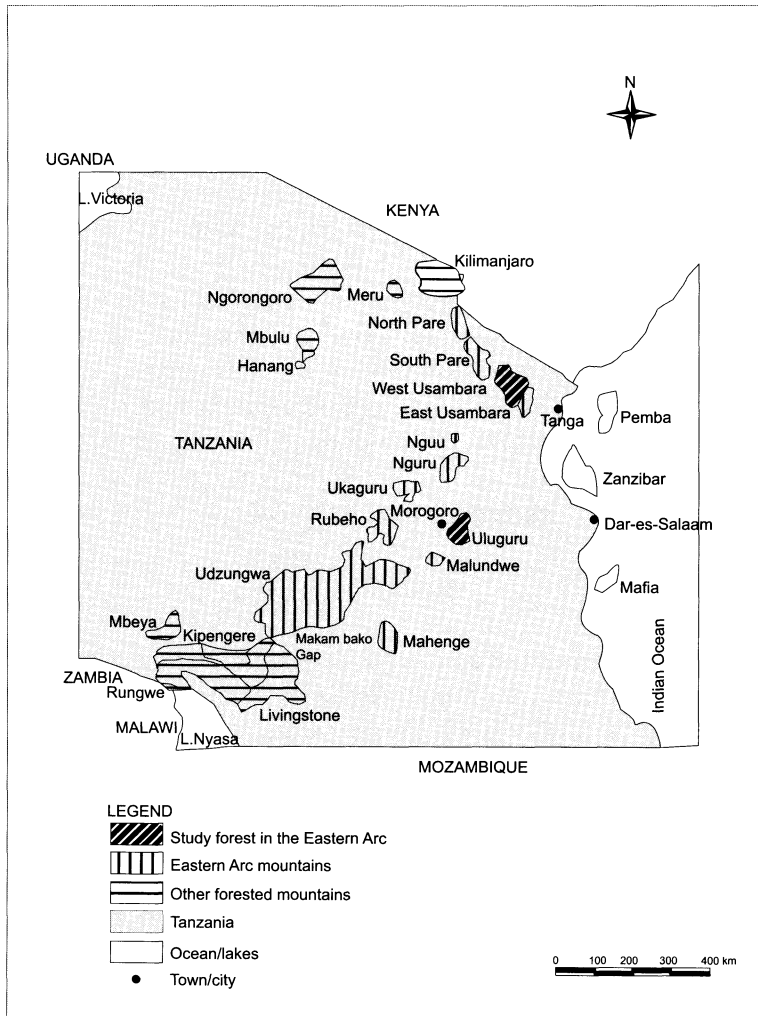 N
UGANDA
L.Victoria
KENYA
Kilimanjaro
Ngorongoro
Meru
North Pare
Mbulu
South Pare
Hanang
West Usambara
East Usambara
Tanga
Pemba
TANZANIA
Nguu
Nguru
Zanzibar
Ukaguru
Morogoro
Rubeho
Dar-es-Salaam
Uluguru
Malundwe
Udzungwa
Mafia
Mbeya
Kipengere
Makam bako
Gap
Mahenge
Indian Ocean
ZAMBIA
Rungwe
Livingstone
MALAWI
L.Nyasa
MOZAMBIQUE
LEGEND
Study forest in the Eastern Arc
Eastern Arc mountains
Other forested mountains
Tanzania
Ocean/lakes
Town/city
0 100 200 300 400 km